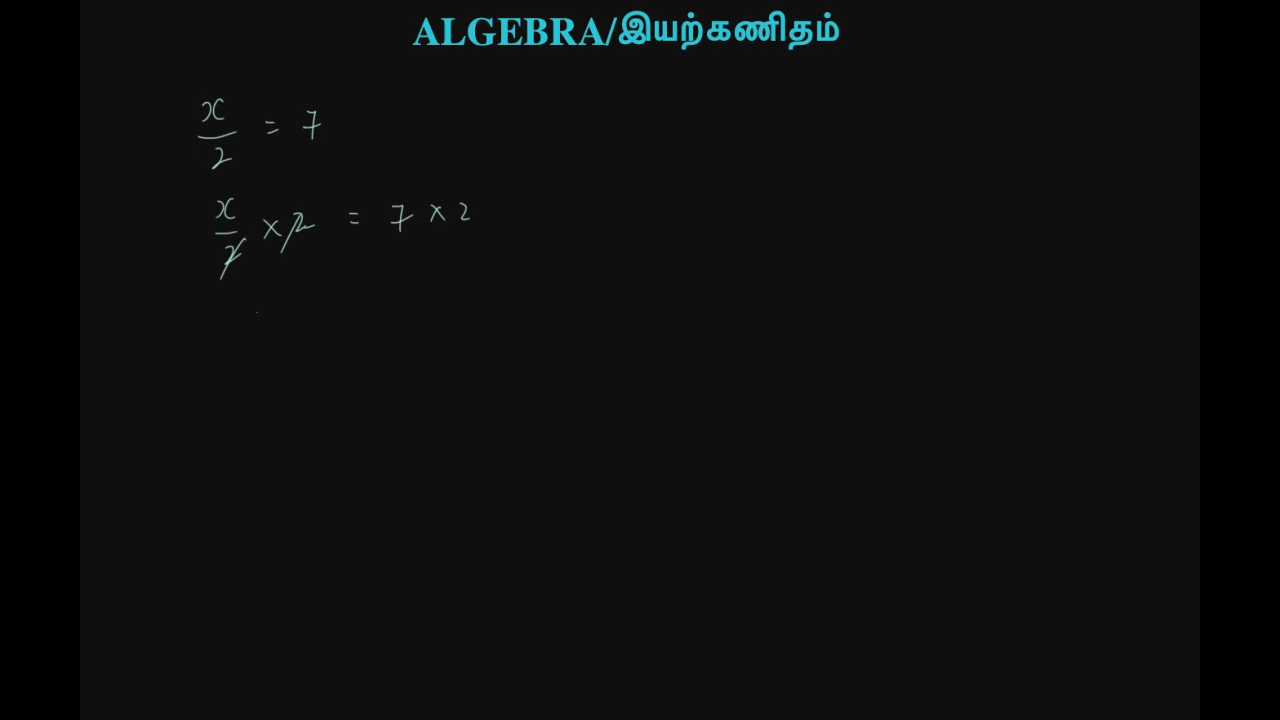 ALGEBRA/இயற்கணிதம்
x/2 = 7
x/2 × 2 = 7 × 2